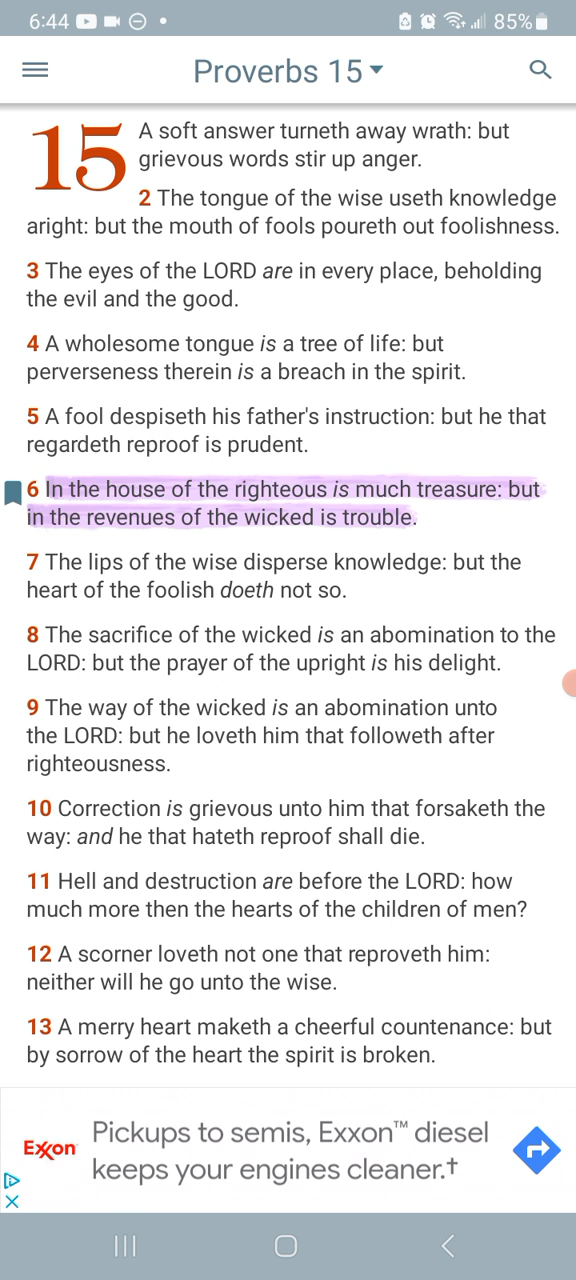 6:44 85%
Proverbs 15
15 A soft answer turneth away wrath: but
grievous words stir up anger.
2 The tongue of the wise useth knowledge
aright: but the mouth of fools poureth out foolishness.
3 The eyes of the LORD are in every place, beholding
the evil and the good.
4 A wholesome tongue is a tree of life: but
perverseness therein is a breach in the spirit.
5 A fool despiseth his father's instruction: but he that
regardeth reproof is prudent.
6 In the house of the righteous is much treasure: but
in the revenues of the wicked is trouble.
7 The lips of the wise disperse knowledge: but the
heart of the foolish doeth not so.
8 The sacrifice of the wicked is an abomination to the
LORD: but the prayer of the upright is his delight.
9 The way of the wicked is an abomination unto
the LORD: but he loveth him that followeth after
righteousness.
10 Correction is grievous unto him that forsaketh the
way: and he that hateth reproof shall die.
11 Hell and destruction are before the LORD: how
much more then the hearts of the children of men?
12 A scorner loveth not one that reproveth him:
neither will he go unto the wise.
13 A merry heart maketh a cheerful countenance: but
by sorrow of the heart the spirit is broken.
Exxon
Pickups to semis, Exxon™ diesel
keeps your engines cleaner.†